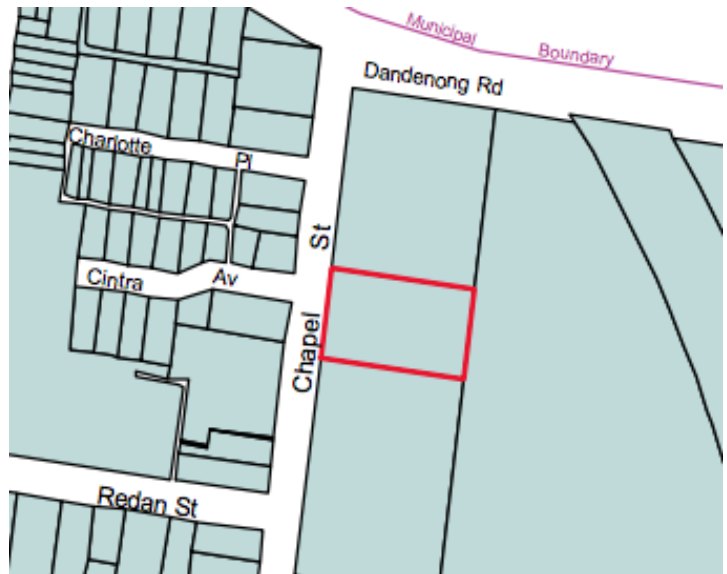 Municipal Boundary
Dandenong Rd
Charlotte Pl
St
Cintra Av
Chapel
Redan St